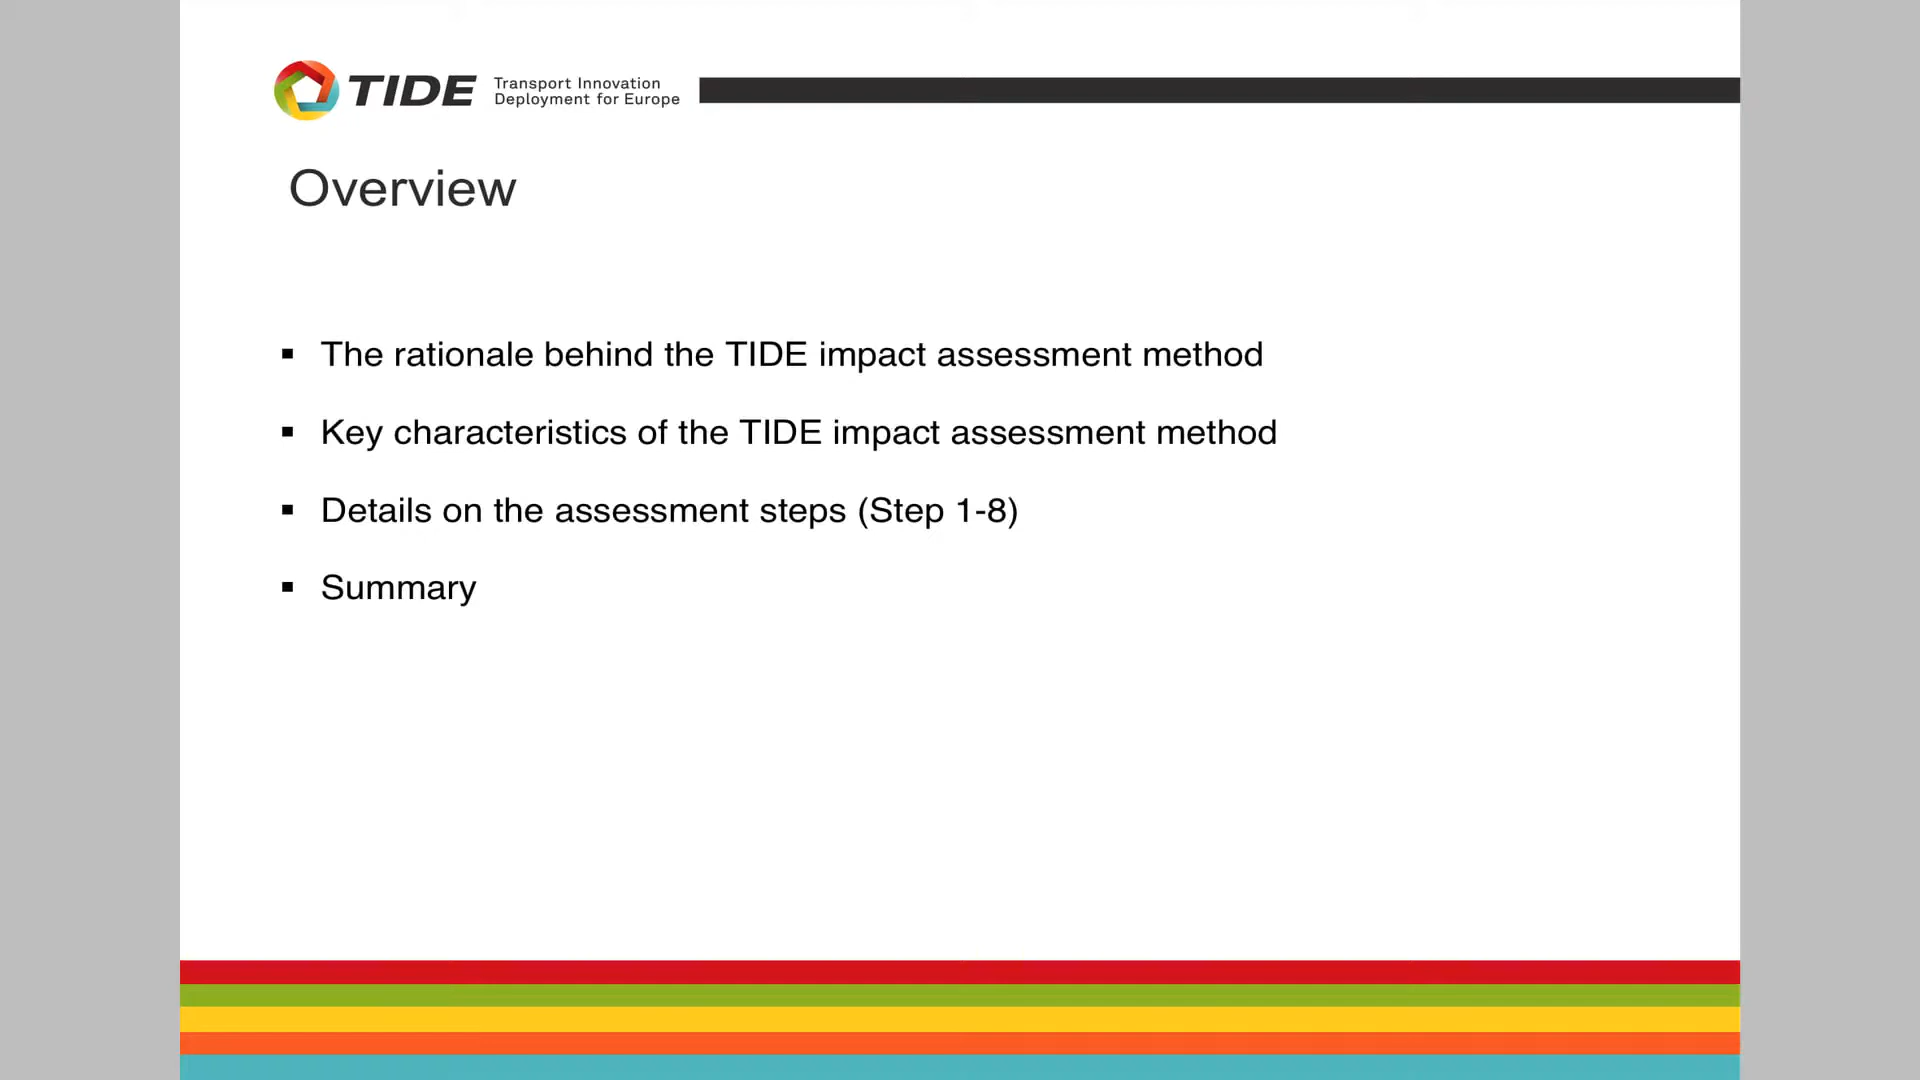 TIDE
Transport Innovation
Deployment for Europe
Overview
▪ The rationale behind the TIDE impact assessment method
▪ Key characteristics of the TIDE impact assessment method
▪ Details on the assessment steps (Step 1-8)
▪ Summary